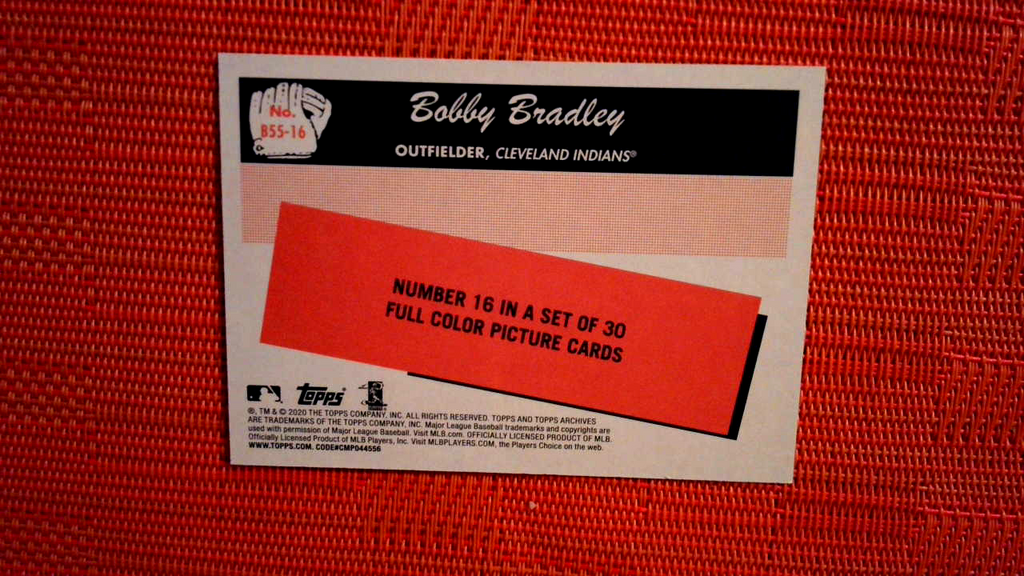 No.
B55-16
Bobby Bradley
OUTFIELDER, CLEVELAND INDIANS®
NUMBER 16 IN A SET OF 30
FULL COLOR PICTURE CARDS
Topps®
®, TM & © 2020 THE TOPPS COMPANY, INC. ALL RIGHTS RESERVED. TOPPS AND TOPPS ARCHIVES
ARE TRADEMARKS OF THE TOPPS COMPANY, INC. Major League Baseball trademarks and copyrights are
used with permission of Major League Baseball. Visit MLB.com. OFFICIALLY LICENSED PRODUCT OF MLB
Officially Licensed Product of MLB Players, Inc. Visit MLBPLAYERS.COM, the Players Choice on the web.
WWW.TOPPS.COM. CODE#CMP044556